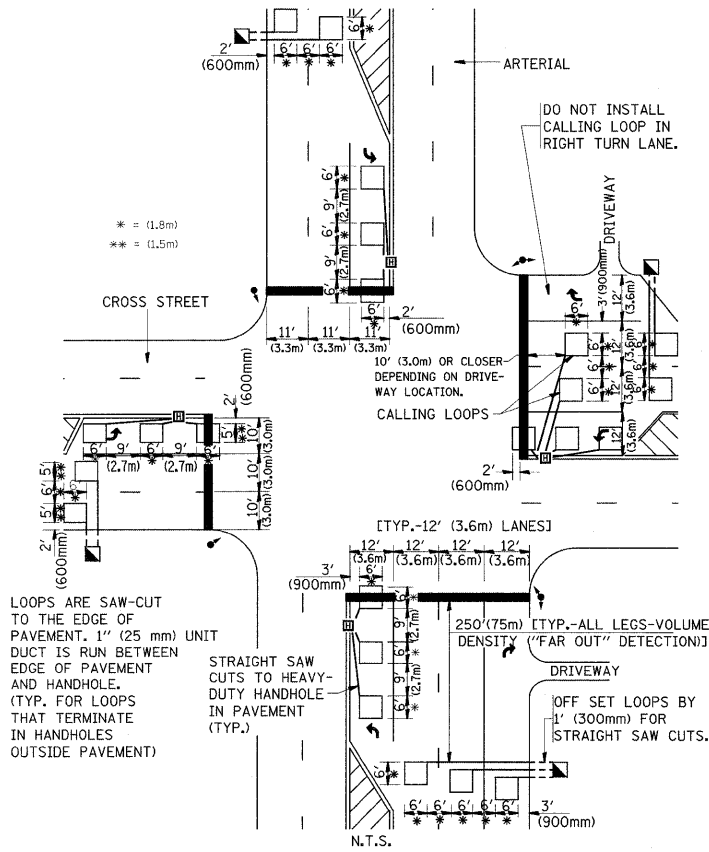 2'
(600mm)
6' 6' 6'
* * *
6'
*
ARTERIAL
DO NOT INSTALL
CALLING LOOP IN
RIGHT TURN LANE.
* = (1.8m)
** = (1.5m)
6'
*
9'
(2.7m)
6'
*
9'
(2.7m)
6'
*
H
6'
*
2'
(600mm)
11' 11' 11'
(3.3m) (3.3m) (3.3m)
CROSS STREET
DRIVEWAY
3' (900mm)
12'
(3.6m)
6'
*
12'
(3.6m)
12'
(3.6m)
12'
(3.6m)
6' 6' 6'
* * *
6' 6' 6'
* * *
10' (3.0m) OR CLOSER
DEPENDING ON DRIVE-
WAY LOCATION.
CALLING LOOPS
H
2'
(600mm)
2'
(600mm)
H
5'
**
6' 9' 6' 9' 6'
* (2.7m) * (2.7m) *
10'
(3.0m)
10'
(3.0m)
10'
(3.0m)
5'
**
6'
*
5'
**
6'
*
2'
(600mm)
[TYP.-12' (3.6m) LANES]
12' 12' 12' 12'
(3.6m) (3.6m) (3.6m) (3.6m)
3'
(900mm)
6'
*
H
6'
*
9'
(2.7m)
6'
*
9'
(2.7m)
6'
*
250'(75m) [TYP.-ALL LEGS-VOLUME
DENSITY ("FAR OUT" DETECTION)]
DRIVEWAY
LOOPS ARE SAW-CUT
TO THE EDGE OF
PAVEMENT. 1" (25 mm) UNIT
DUCT IS RUN BETWEEN
EDGE OF PAVEMENT
AND HANDHOLE.
(TYP. FOR LOOPS
THAT TERMINATE
IN HANDHOLES
OUTSIDE PAVEMENT)
STRAIGHT SAW
CUTS TO HEAVY-
DUTY HANDHOLE
IN PAVEMENT
(TYP.)
OFF SET LOOPS BY
1' (300mm) FOR
STRAIGHT SAW CUTS.
6'
*
6' 6' 6' 6' 6'
* * * * *
3'
(900mm)
N.T.S.